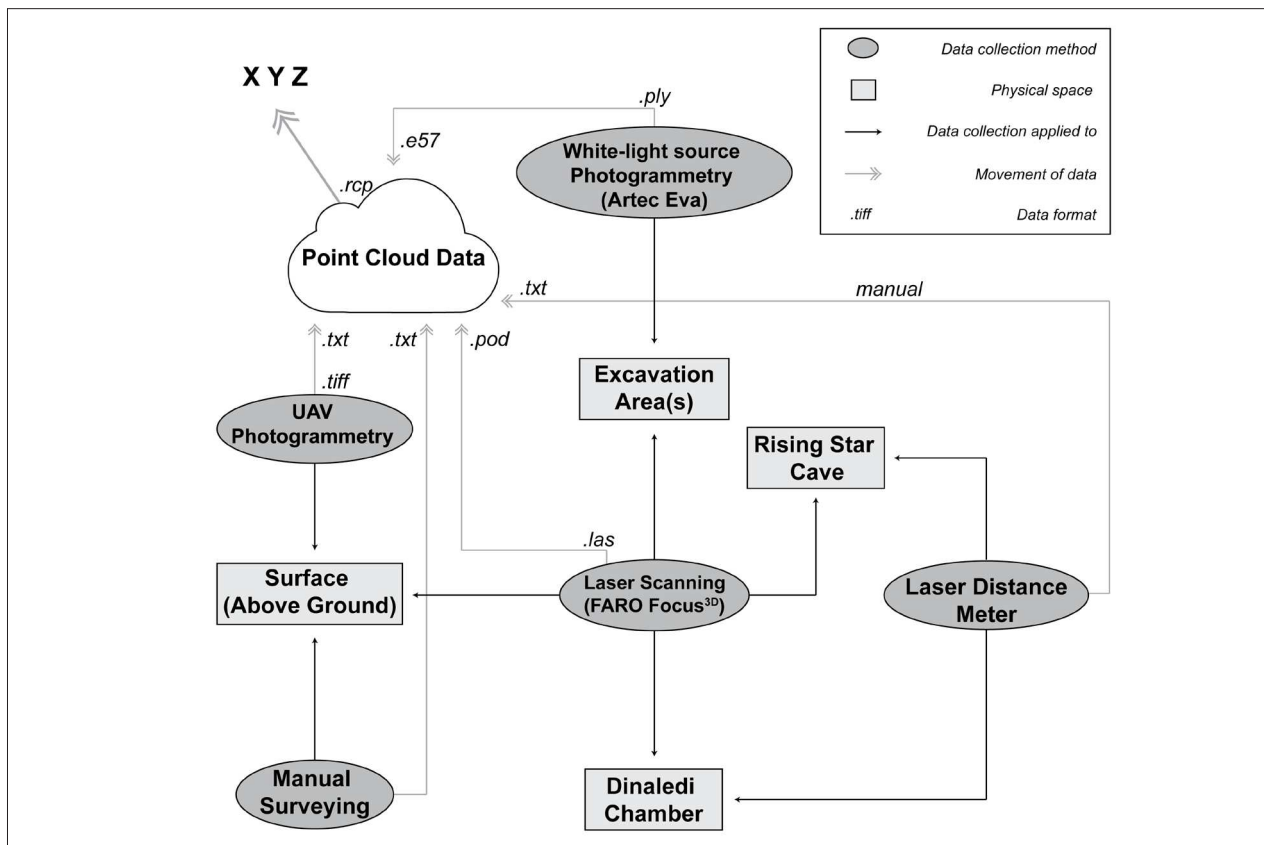 X Y Z
.ply
.e57
.rcp
White-light source
Photogrammetry
(Artec Eva)
Data collection method
Physical space
Data collection applied to
Movement of data
.tiff
Data format
Point Cloud Data
.txt
manual
.txt
.txt
.pod
.tiff
UAV
Photogrammetry
Excavation
Area(s)
Rising Star
Cave
.las
Surface
(Above Ground)
Laser Scanning
(FARO Focus3D)
Laser Distance
Meter
Manual
Surveying
Dinaledi
Chamber